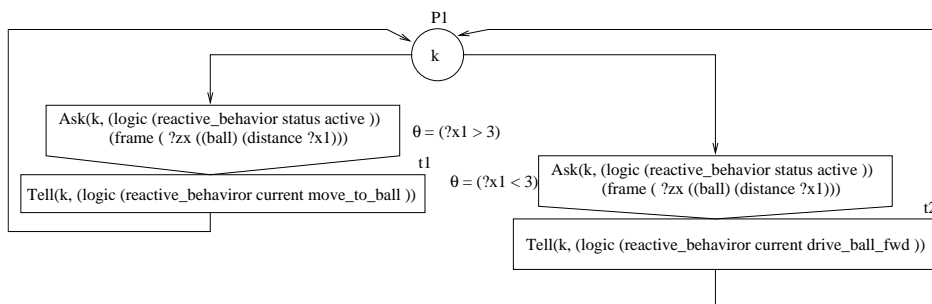 P1
k
Ask(k, (logic (reactive_behavior status active ))
(frame ( ?zx ((ball) (distance ?x1)))
θ = (?x1 > 3)
t1
Tell(k, (logic (reactive_behaviror current move_to_ball ))
θ = (?x1 < 3)
Ask(k, (logic (reactive_behavior status active ))
(frame ( ?zx ((ball) (distance ?x1)))
t2
Tell(k, (logic (reactive_behaviror current drive_ball_fwd ))